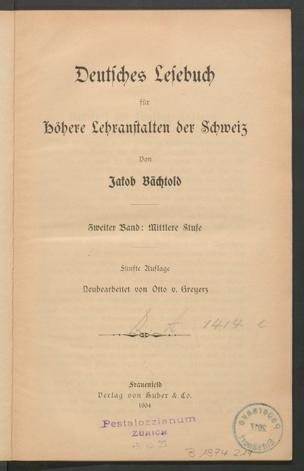 Deutsches Lesebuch
für
Höhere Lehranstalten der Schweiz
Von
Jakob Bächtold
Zweiter Band: Mittlere Stufe
Fünfte Auflage
Neubearbeitet von Otto v. Greyerz
1414 c
Frauenfeld
Verlag von Huber & Co.
1904
Pestalozzianum
ZÜRICH